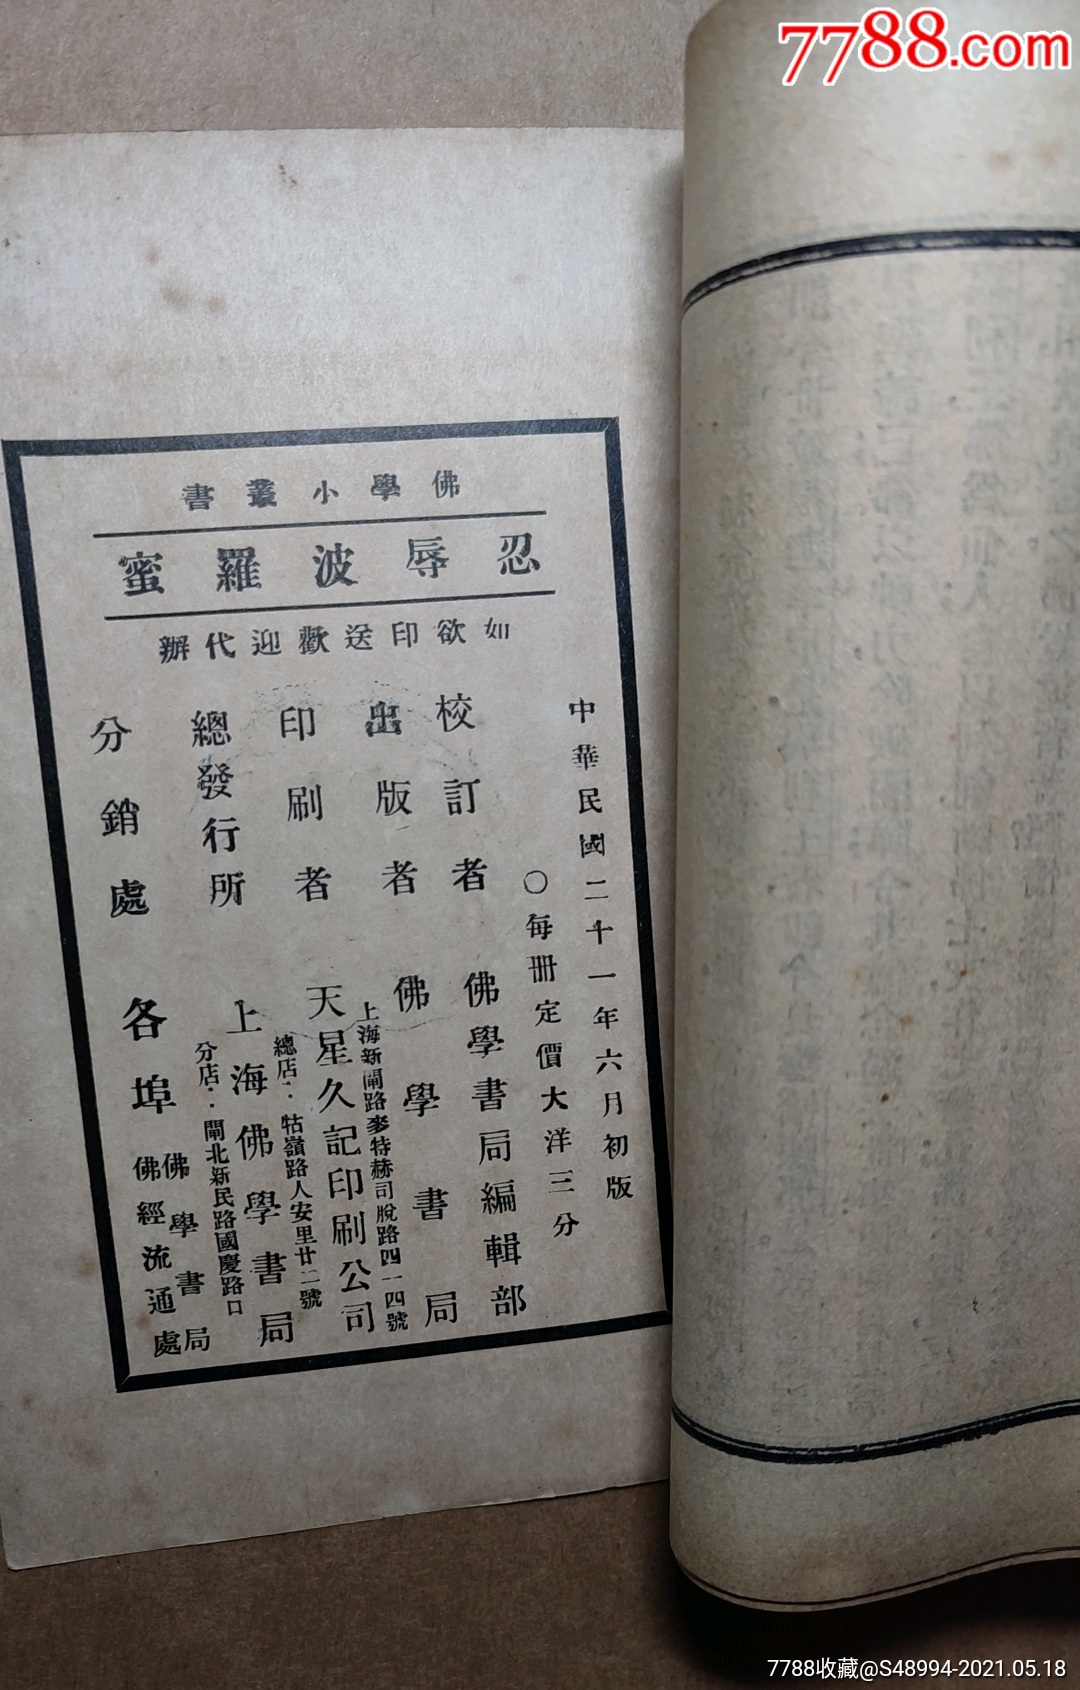 7788.com
佛學小叢書
忍辱波羅蜜
如欲印送歡迎代辦
中華民國二十一年六月初版
〇每冊定價大洋三分
校訂者 佛學書局編輯部
出版者 佛學書局
上海新閘路麥特赫司脫路四一四號
印刷者 天星久記印刷公司
總店：牯嶺路人安里廿二號
總發行所 上海佛學書局
分店：閘北新民路國慶路口
分銷處 各埠
佛學書局
佛經流通處
7788收藏@S48994-2021.05.18